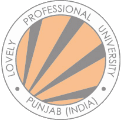 LOVELY PROFESSIONAL UNIVERSITY
• PUNJAB (INDIA) •